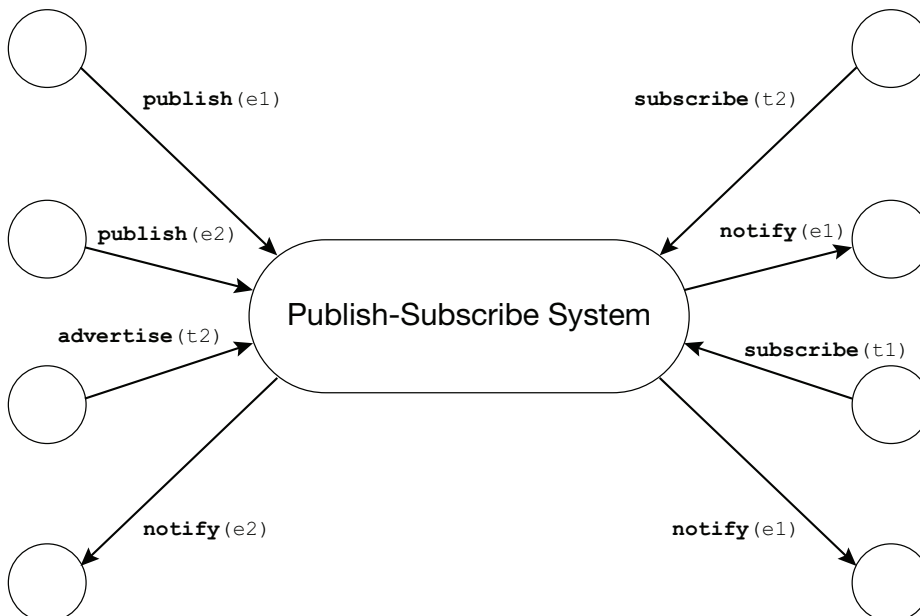 publish(e1)
subscribe(t2)
publish(e2)
notify(e1)
Publish-Subscribe System
advertise(t2)
subscribe(t1)
notify(e2)
notify(e1)